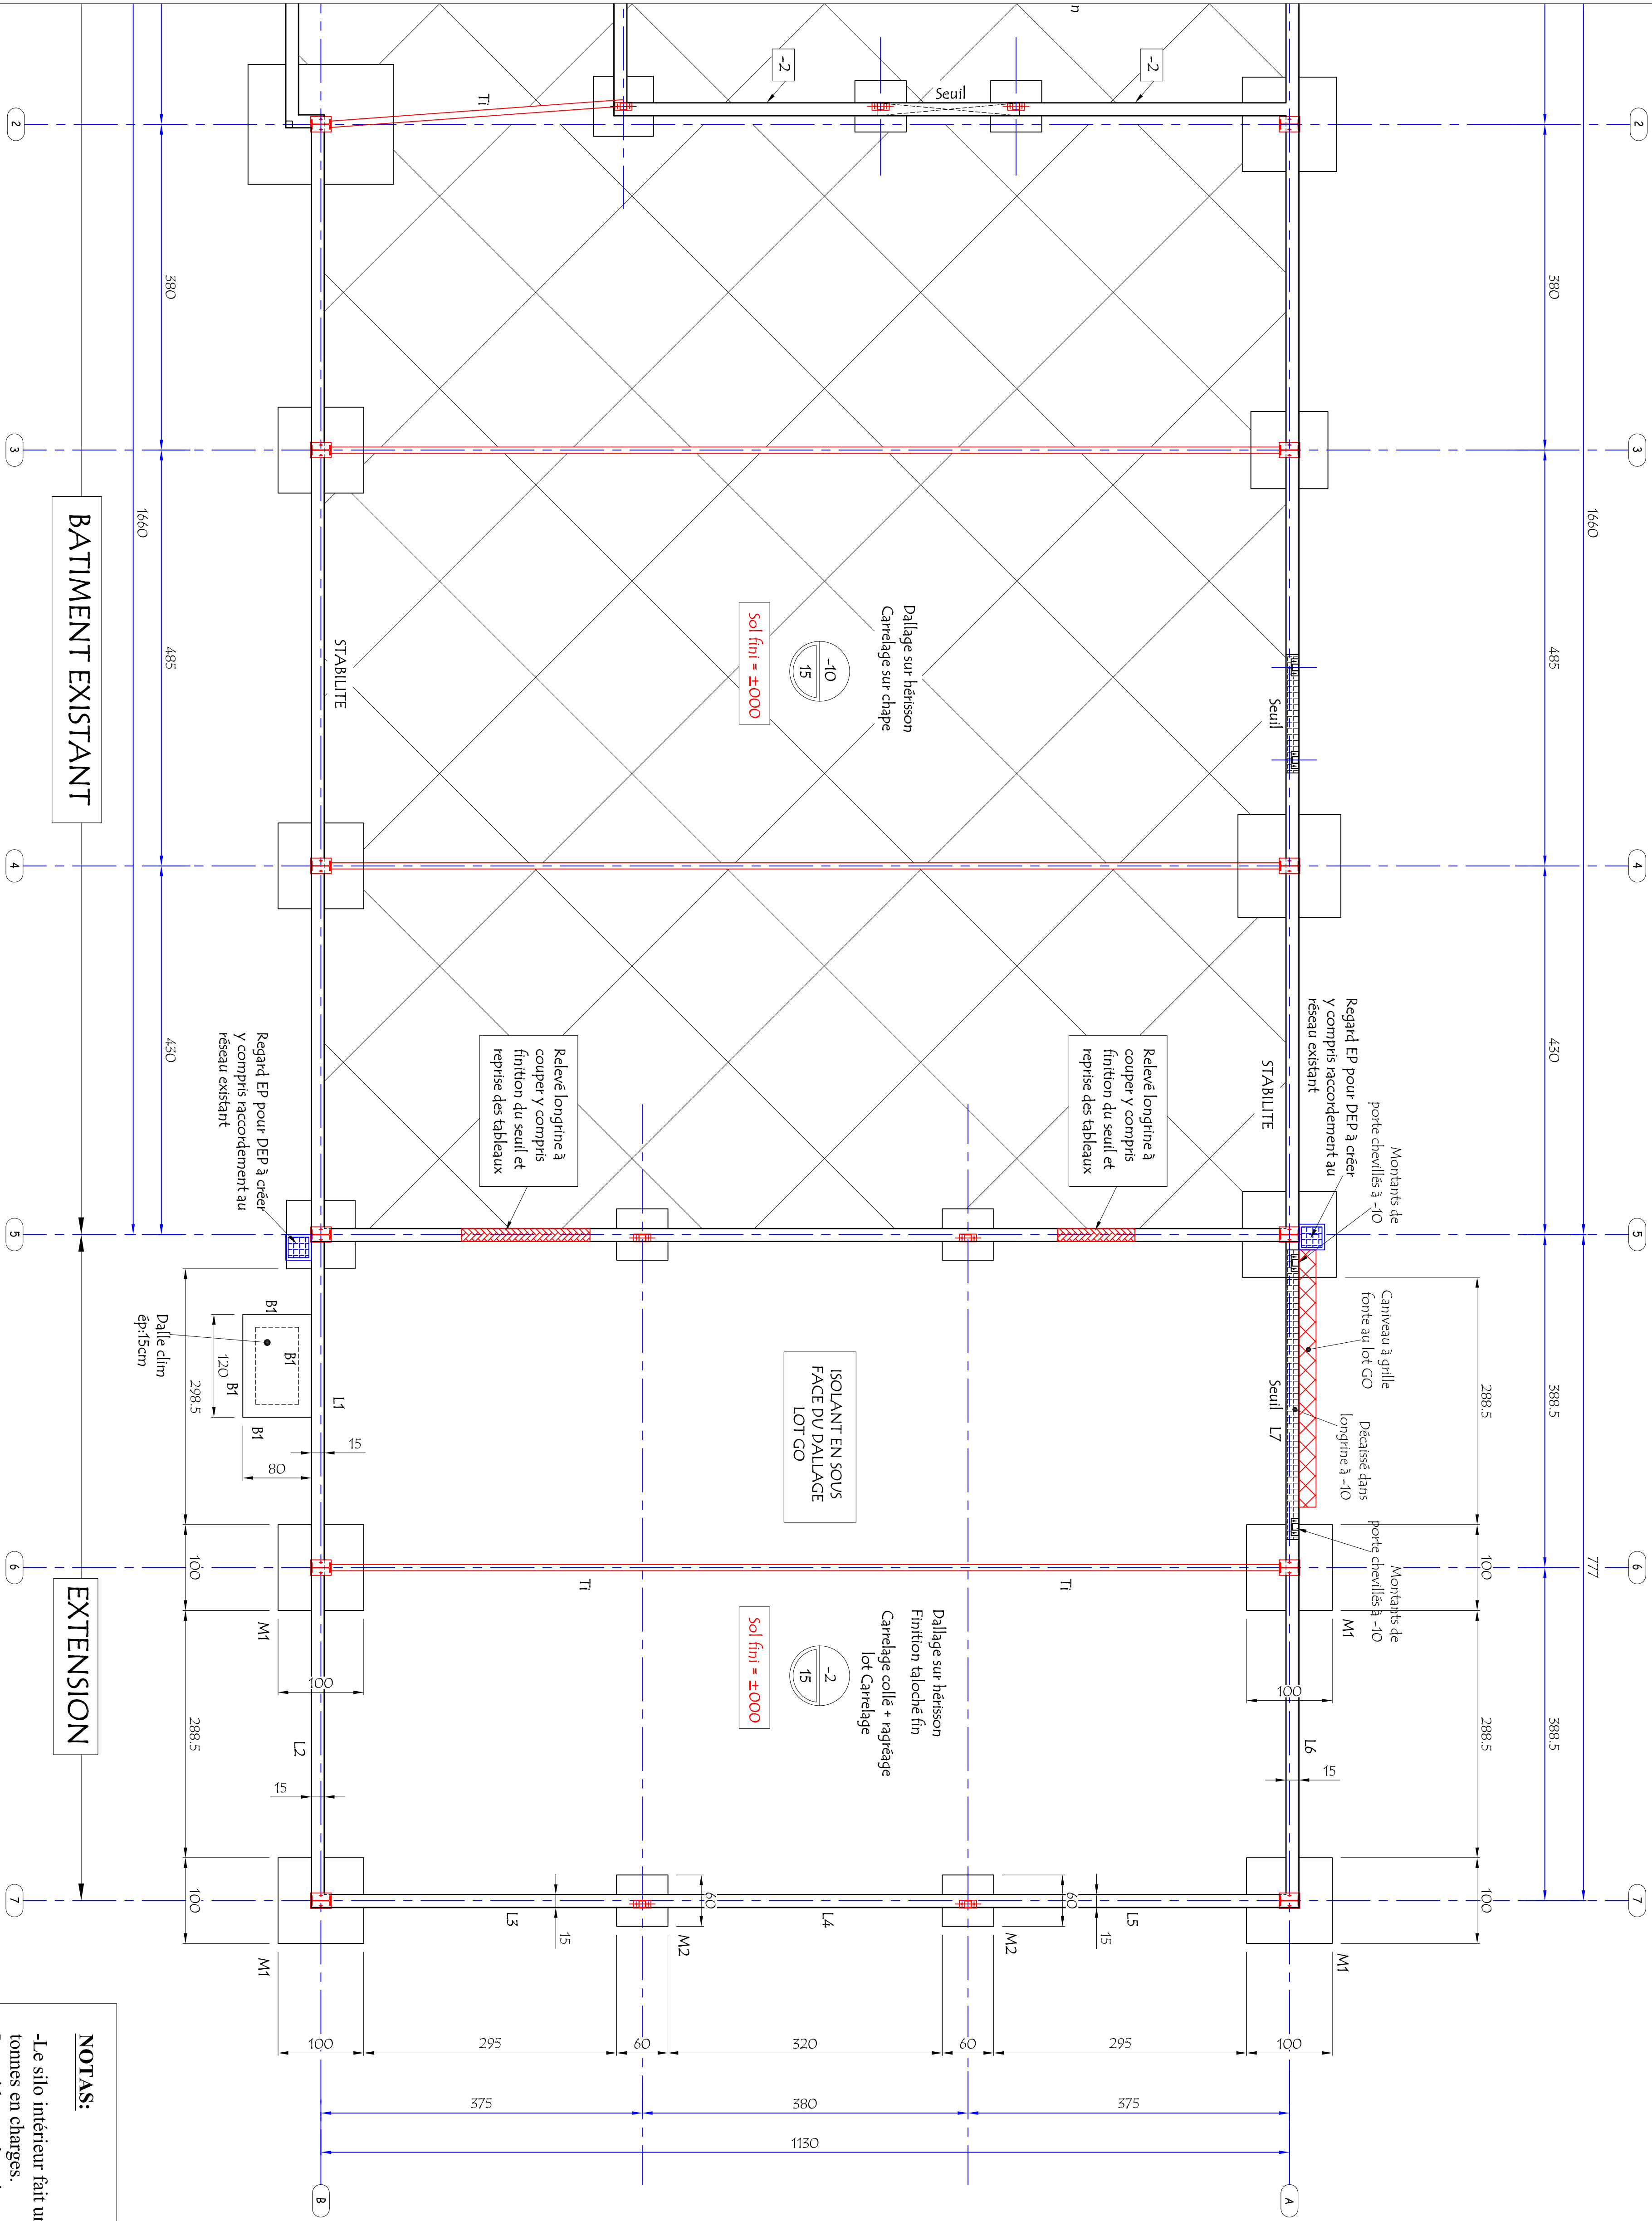 2
3
4
5
6
7
1660
777
380
485
430
388.5
388.5
288.5
100
288.5
100
Montants de
porte chevillés à -10
Caniveau à grille
fonte au lot GO
Décaissé dans
longrine à -10
Montants de
porte chevillés à -10
Regard EP pour DEP à créer
y compris raccordement au
réseau existant
M1
M1
100
L6
15
STABILITE
Seuil
Seuil
L7
n
-2
Seuil
-2
Ti
Relevé longrine à
couper y compris
finition du seuil et
reprise des tableaux
Ti
L5
15
60
M2
Dallage sur hérisson
Carrelage sur chape
-10
15
Sol fini = ±000
ISOLANT EN SOUS
FACE DU DALLAGE
LOT GO
Dallage sur hérisson
Finition taloché fin
Carrelage collé + ragréage
lot Carrelage
-2
15
Sol fini = ±000
L4
60
M2
Relevé longrine à
couper y compris
finition du seuil et
reprise des tableaux
Ti
L3
15
STABILITE
L1
15
L2
15
100
M1
M1
Regard EP pour DEP à créer
y compris raccordement au
réseau existant
B1
B1
B1
B1
120
80
Dalle clim
ép:15cm
298.5
100
288.5
100
380
485
430
1660
BATIMENT EXISTANT
EXTENSION
2
3
4
5
6
7
100
295
60
320
60
295
100
375
380
375
1130
A
B
NOTAS:
-Le silo intérieur fait
tonnes en charges.